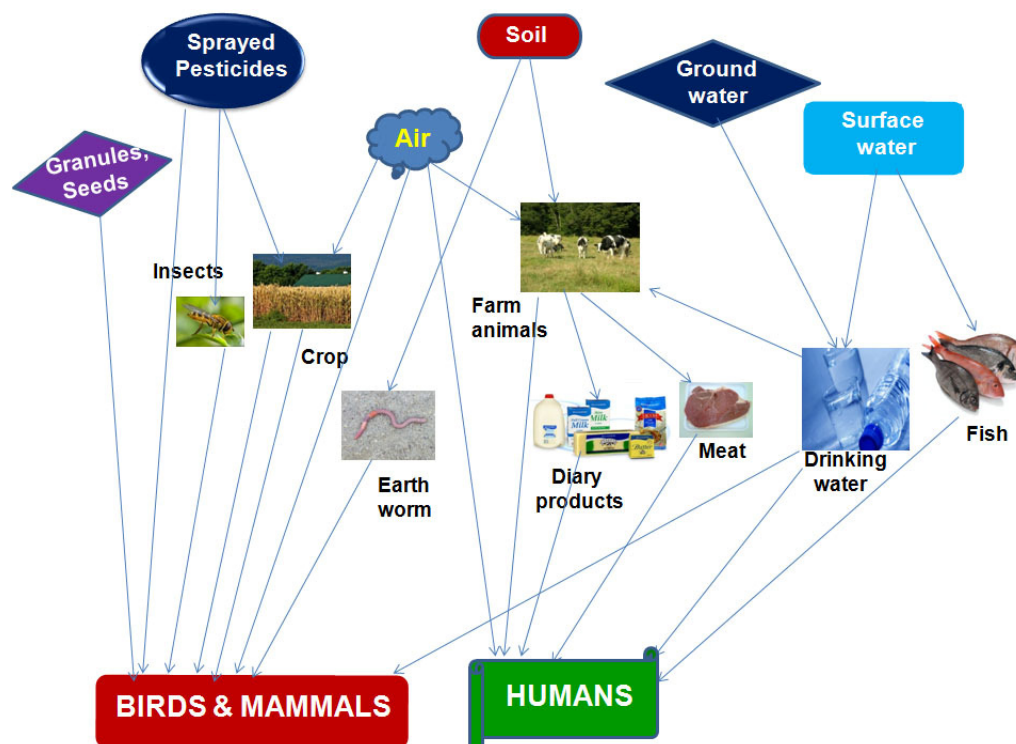 Sprayed
Pesticides
Soil
Ground
water
Surface
water
Air
Granules,
Seeds
Insects
Crop
Farm
animals
Earth
worm
Milk
Milk
Butter
Diary
products
Meat
Drinking
water
Fish
BIRDS & MAMMALS
HUMANS